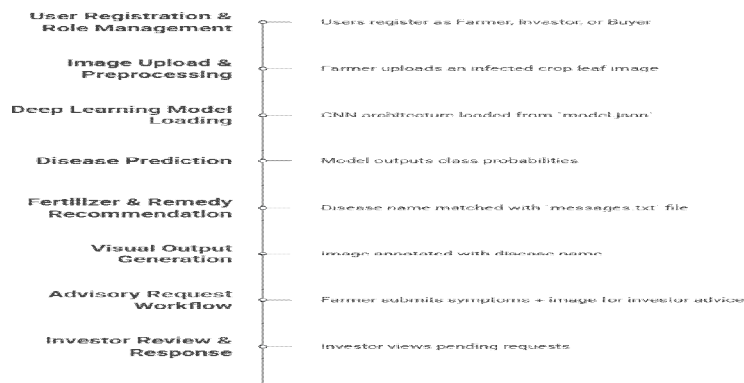 User Registration &
Role Management
Users register as Farmer, Investor, or Buyer
Image Upload &
Preprocessing
Farmer uploads an infected crop leaf image
Deep Learning Model
Loading
CNN architecture loaded from `model.json`
Disease Prediction
Model outputs class probabilities
Fertilizer & Remedy
Recommendation
Disease name matched with `messages.txt` file
Visual Output
Generation
Image annotated with disease name
Advisory Request
Workflow
Farmer submits symptoms + image for investor advice
Investor Review &
Response
Investor views pending requests